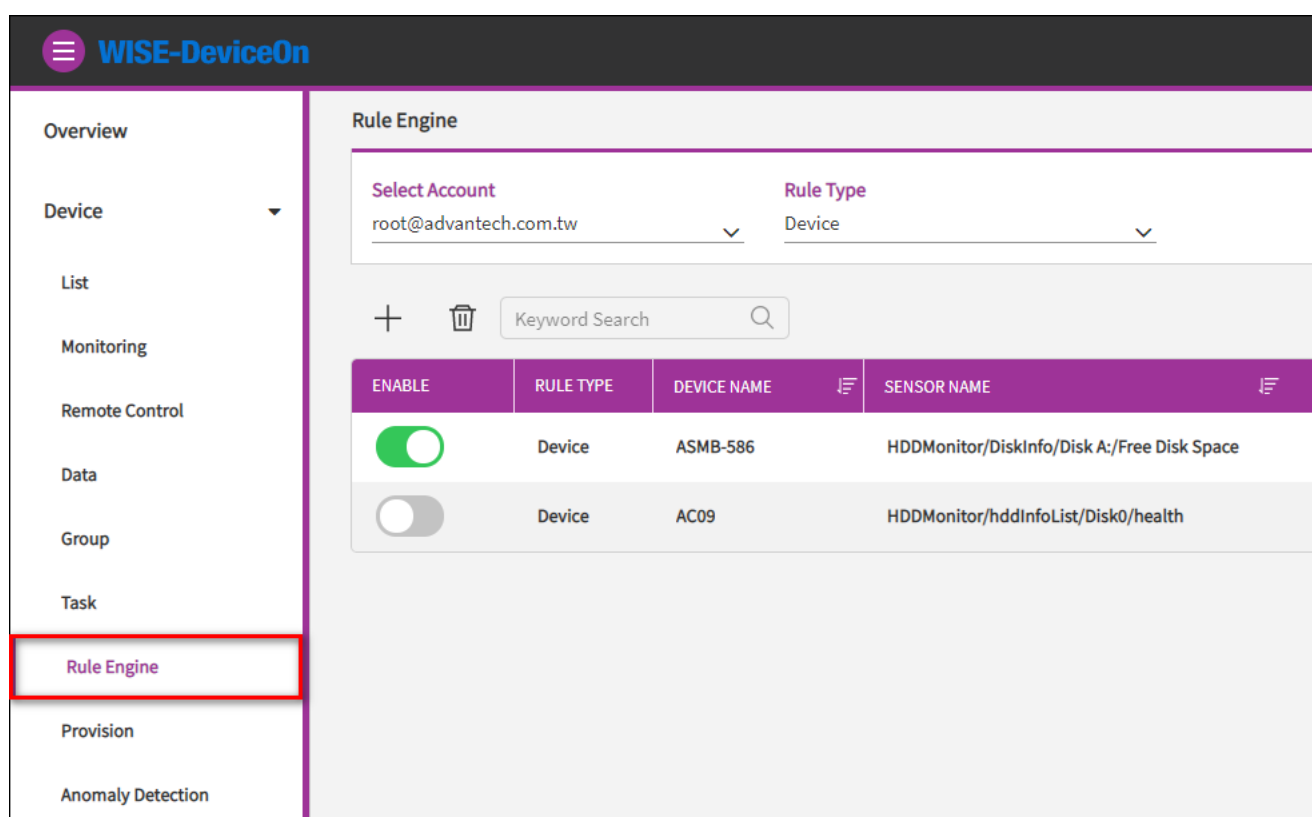 WISE-DeviceOn
Overview
Device
List
Monitoring
Remote Control
Data
Group
Task
Rule Engine
Provision
Anomaly Detection
Rule Engine
Select Account
Rule Type
root@advantech.com.tw
Device
Keyword Search
ENABLE RULE TYPE DEVICE NAME SENSOR NAME
Device ASMB-586 HDDMonitor/DiskInfo/Disk A:/Free Disk Space
Device AC09 HDDMonitor/hddInfoList/Disk0/health